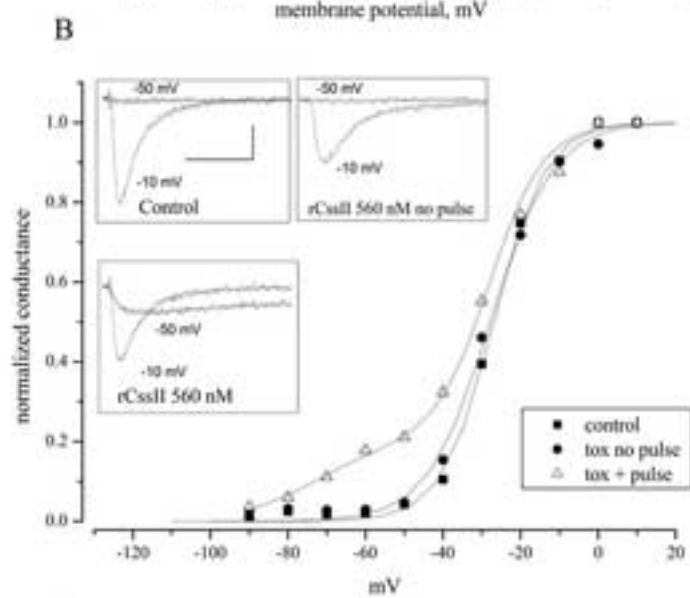 membrane potential, mV
B
-50 mV
-10 mV
Control
-50 mV
-10 mV
rCssII 560 nM no pulse
-50 mV
-10 mV
rCssII 560 nM
normalized conductance
1.0
0.8
0.6
0.4
0.2
0.0
control
tox no pulse
tox + pulse
-120 -100 -80 -60 -40 -20 0 20
mV